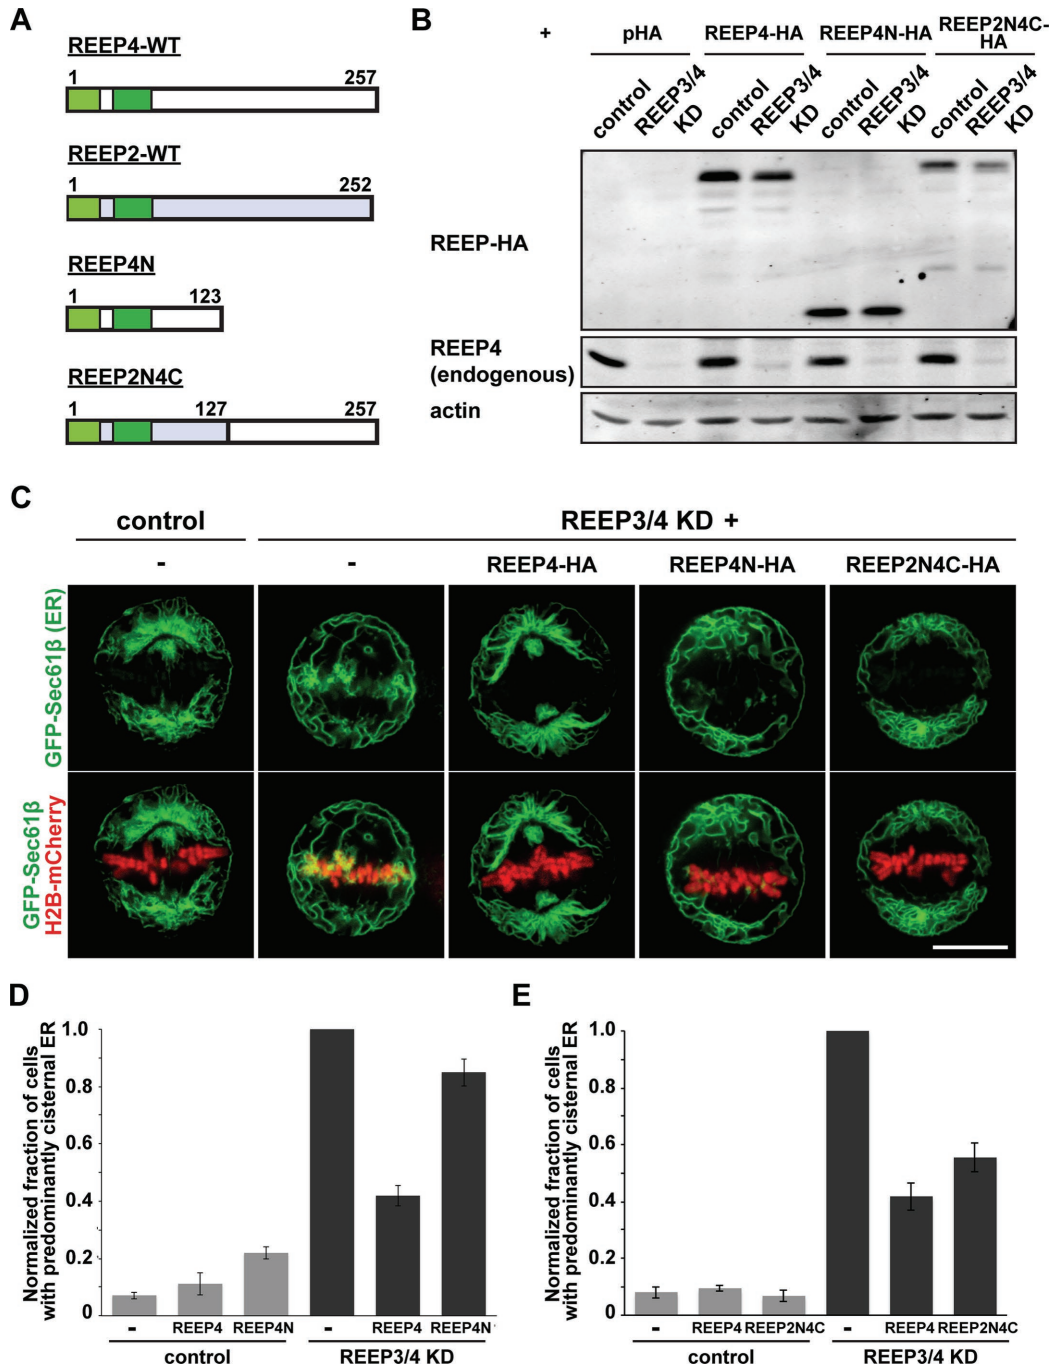 A
REEP4-WT
1 257
REEP2-WT
1 252
REEP4N
1 123
REEP2N4C
1 127 257
B
+ pHA REEP4-HA REEP4N-HA REEP2N4C-
HA
control REEP3/4 KD control REEP3/4 KD control REEP3/4 KD control REEP3/4 KD
REEP-HA
REEP4
(endogenous)
actin
C
control REEP3/4 KD +
- - REEP4-HA REEP4N-HA REEP2N4C-HA
GFP-Sec61β (ER)
GFP-Sec61β
H2B-mCherry
D
Normalized fraction of cells
with predominantly cisternal ER
1.0
0.8
0.6
0.4
0.2
0
- REEP4 REEP4N - REEP4 REEP4N
control REEP3/4 KD
E
Normalized fraction of cells
with predominantly cisternal ER
1.0
0.8
0.6
0.4
0.2
0
- REEP4 REEP2N4C - REEP4 REEP2N4C
control REEP3/4 KD